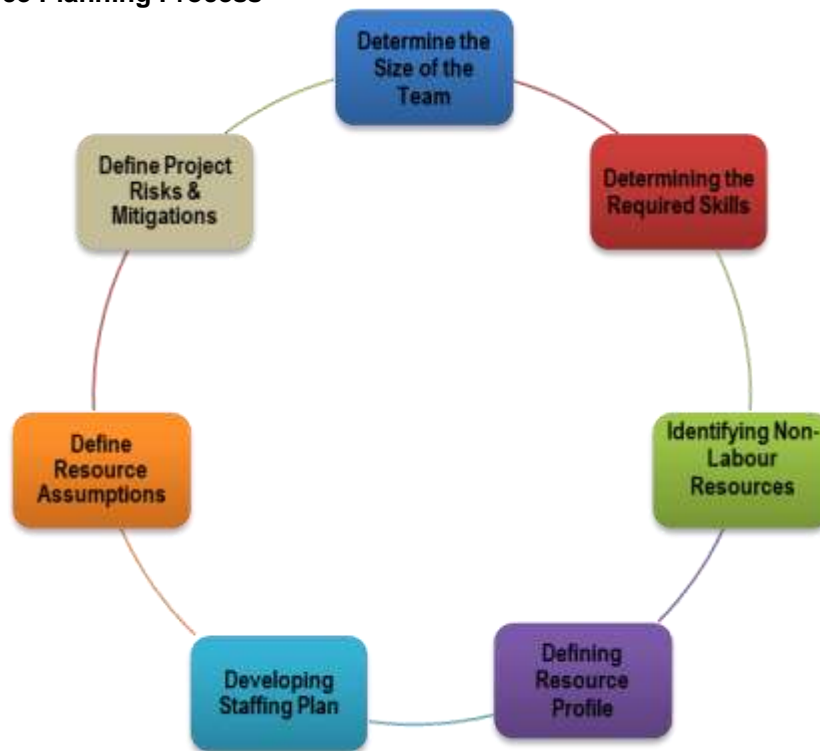 Planning Process
Determine the
Size of the
Team
Determining the
Required Skills
Identifying Non-
Labour
Resources
Defining
Resource
Profile
Developing
Staffing Plan
Define
Resource
Assumptions
Define Project
Risks &
Mitigations